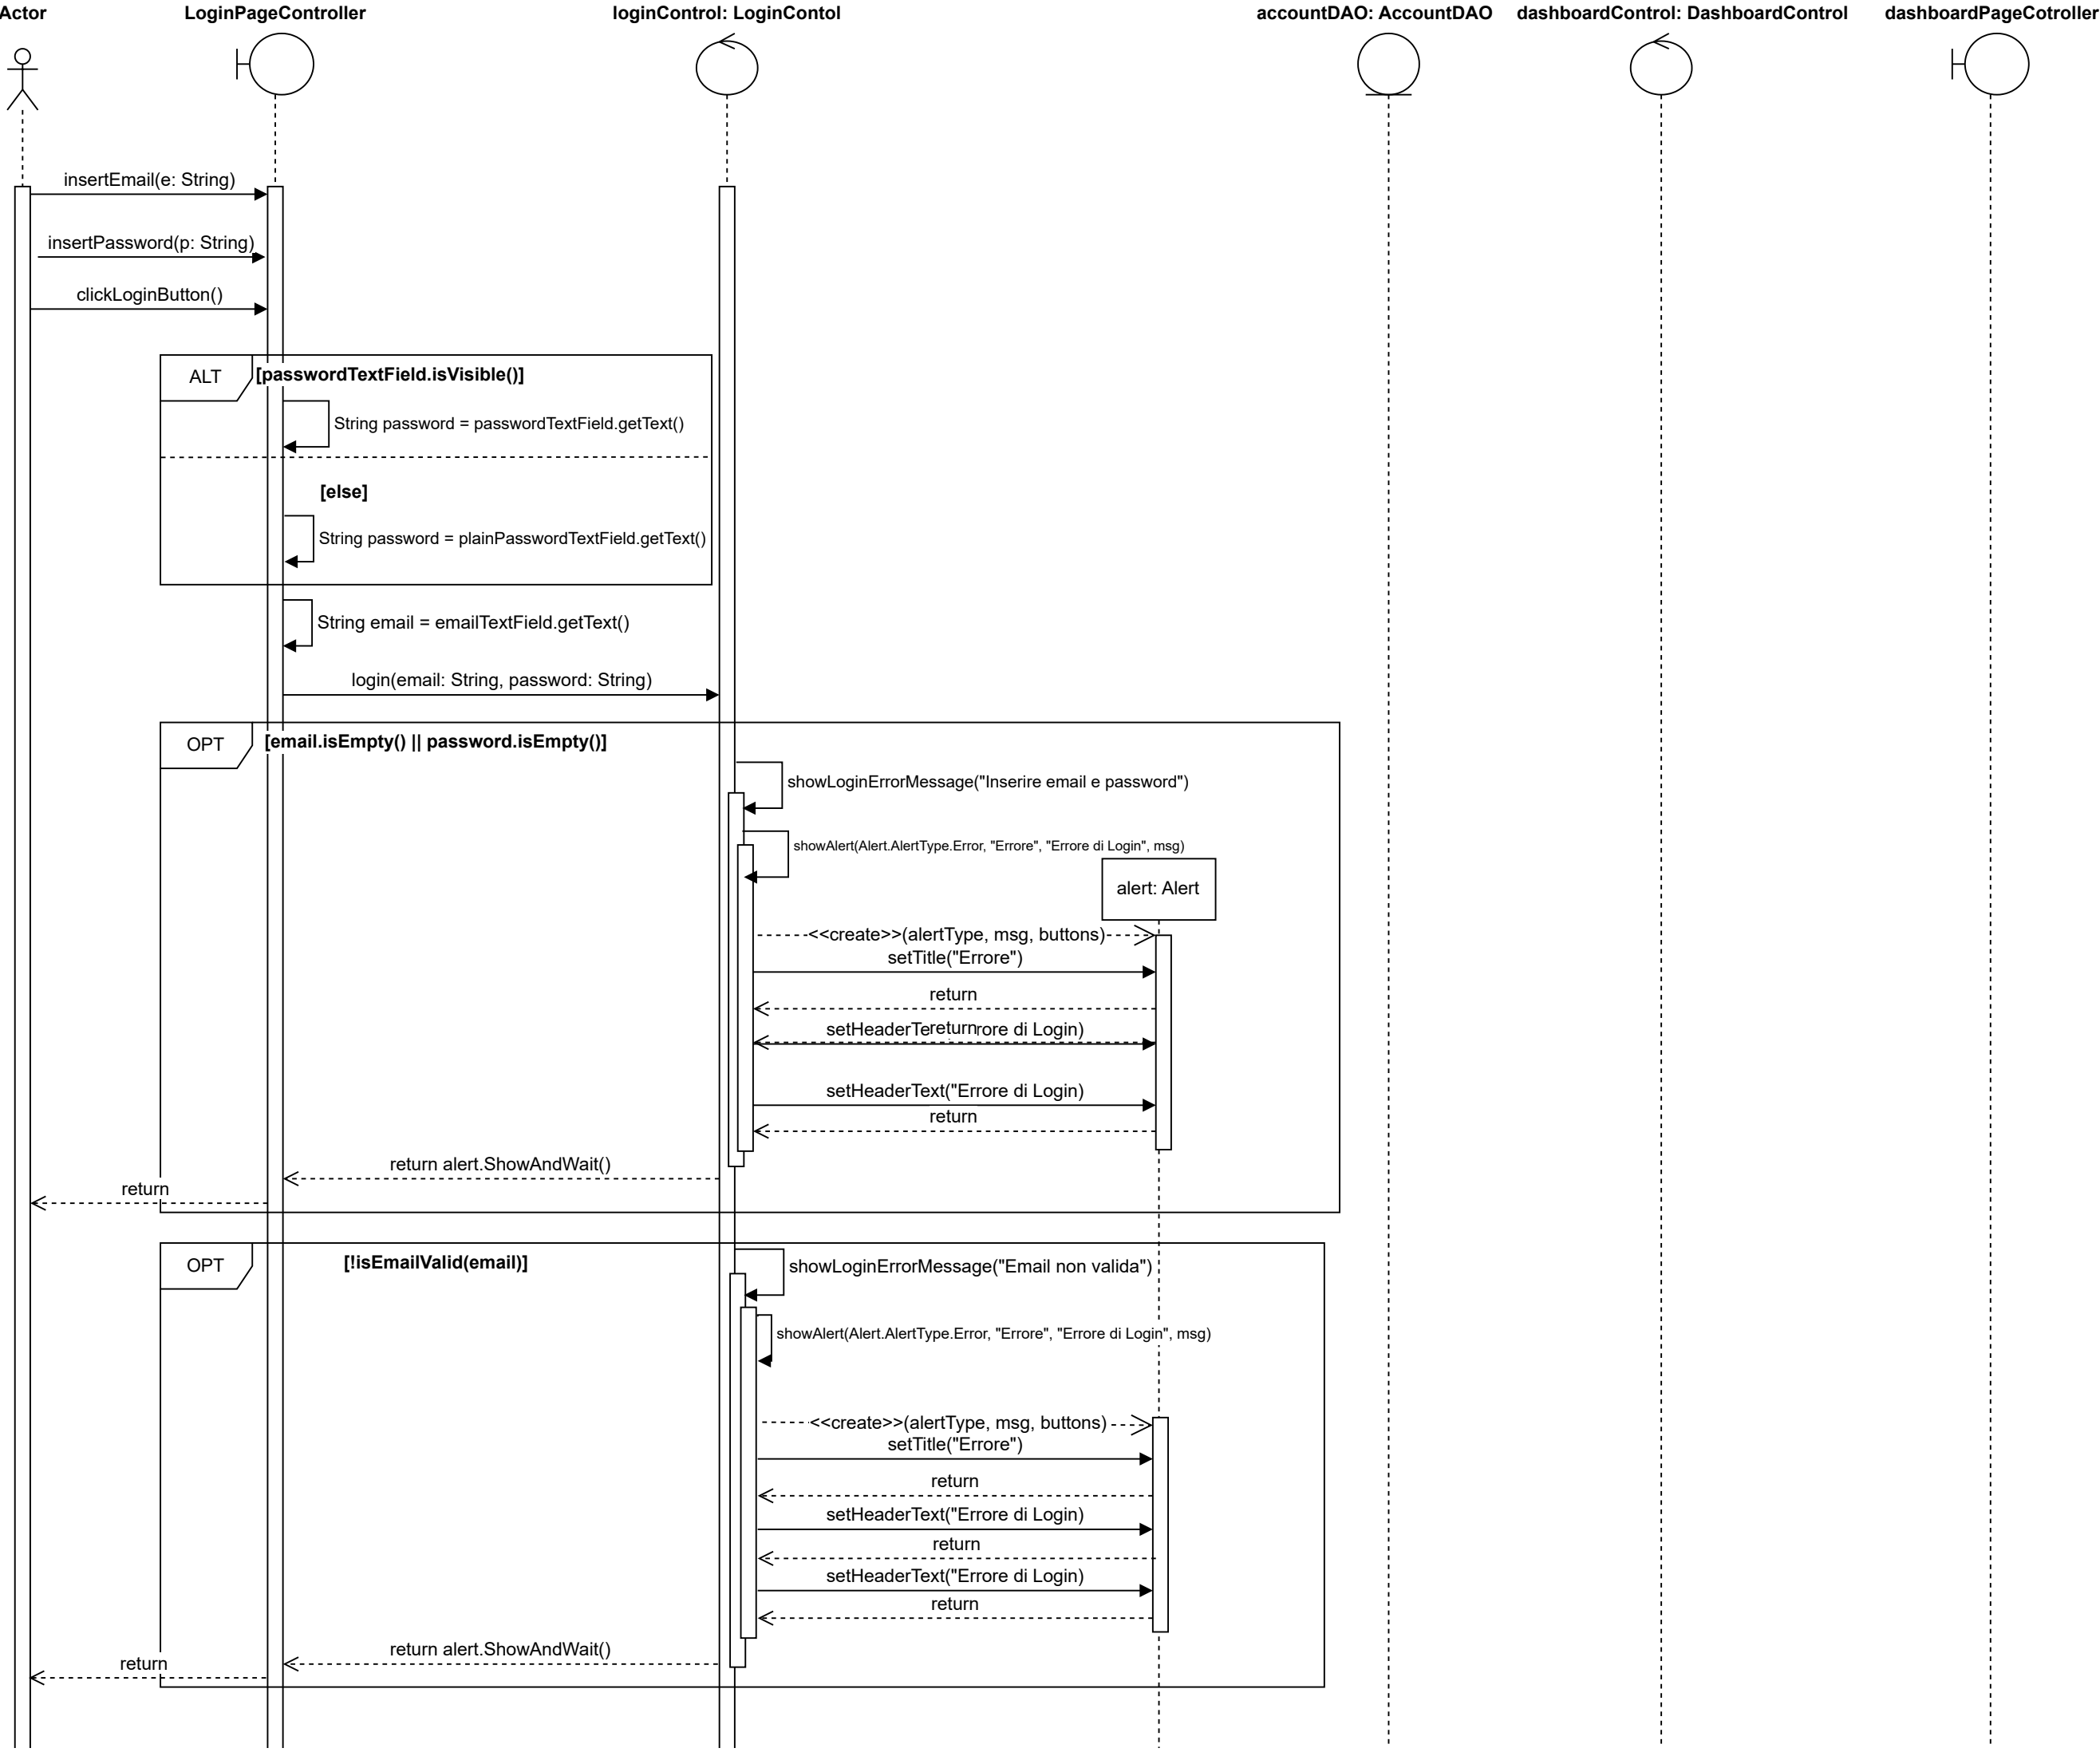 Actor
LoginPageController
loginControl: LoginContol
accountDAO: AccountDAO
dashboardControl: DashboardControl
dashboardPageCotroller
insertEmail(e: String)
insertPassword(p: String)
clickLoginButton()
ALT
[passwordTextField.isVisible()]
String password = passwordTextField.getText()
[else]
String password = plainPasswordTextField.getText()
String email = emailTextField.getText()
login(email: String, password: String)
OPT
[email.isEmpty() || password.isEmpty()]
showLoginErrorMessage("Inserire email e password")
showAlert(Alert.AlertType.Error, "Errore", "Errore di Login", msg)
alert: Alert
<<create>>(alertType, msg, buttons)
setTitle("Errore")
return
setHeaderTe
return
rore di Login)
setHeaderText("Errore di Login)
return
return alert.ShowAndWait()
return
OPT
[!isEmailValid(email)]
showLoginErrorMessage("Email non valida")
showAlert(Alert.AlertType.Error, "Errore", "Errore di Login", msg)
<<create>>(alertType, msg, buttons)
setTitle("Errore")
return
setHeaderText("Errore di Login)
return
setHeaderText("Errore di Login)
return
return alert.ShowAndWait()
return